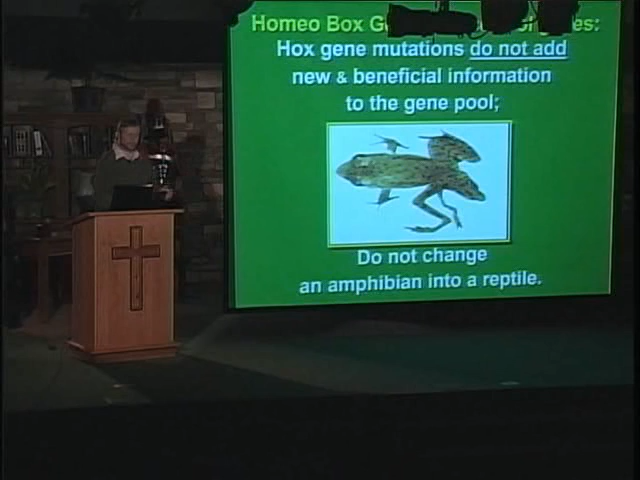 Homeo Box G
Hox gene mutations do not add
new & beneficial information
to the gene pool;
Do not change
an amphibian into a reptile.